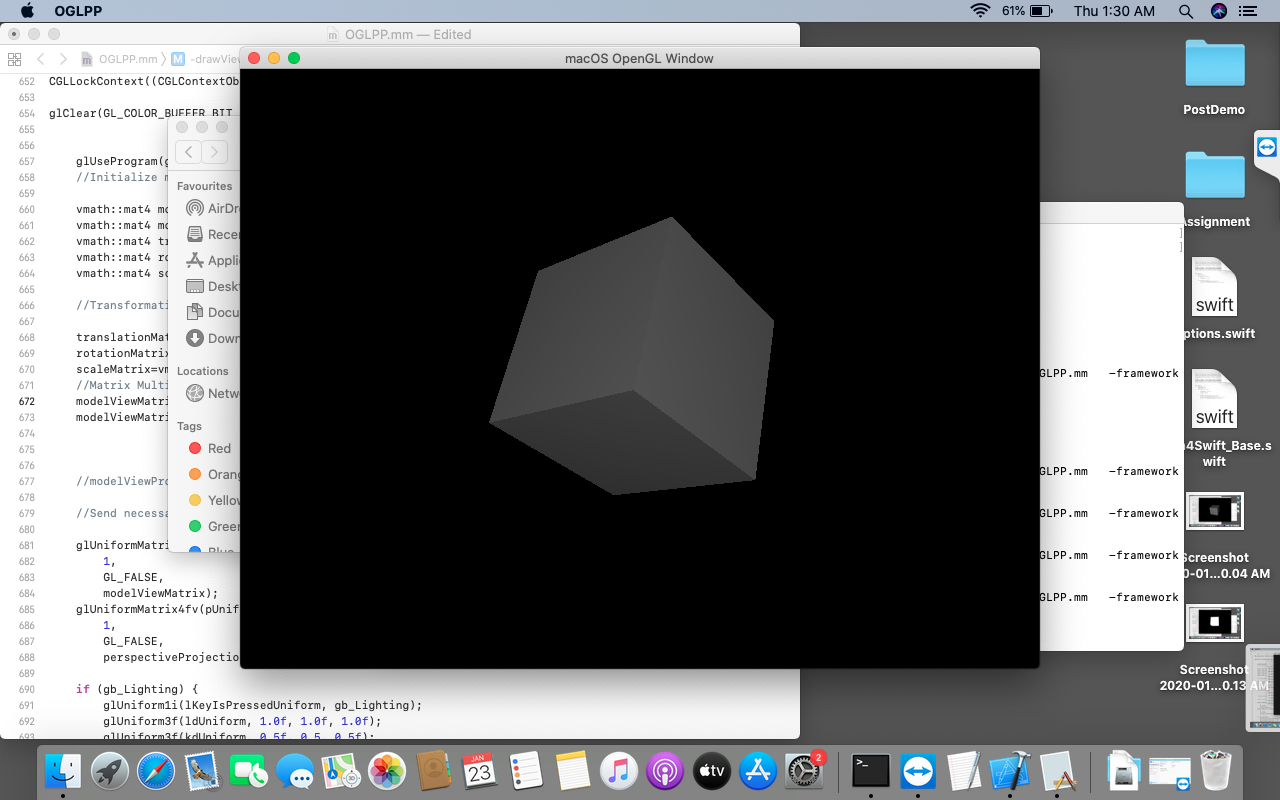 OGLPP
61%
Thu 1:30 AM
OGLPP.mm — Edited
OGLPP.mm
M
-drawVie
macOS OpenGL Window
652 CGLLockContext((CGLContextOb
653
654 glClear(GL_COLOR_BUFFER_BIT
655
656
657 glUseProgram(g
658 //Initialize m
659
660 vmath::mat4 mo
661 vmath::mat4 mo
662 vmath::mat4 tr
663 vmath::mat4 ro
664 vmath::mat4 sc
665
666 //Transformati
667
668 translationMat
669 rotationMatrix
670 scaleMatrix=vm
671 //Matrix Multi
672 modelViewMatri
673 modelViewMatri
674
675
676
677 //modelViewPro
678
679 //Send necessa
680
681 glUniformMatri
682 1,
683 GL_FALSE,
684 modelViewMatrix);
685 glUniformMatrix4fv(pUnif
686 1,
687 GL_FALSE,
688 perspectiveProjectio
689
690 if (gb_Lighting) {
691 glUniform1i(lKeyIsPressedUniform, gb_Lighting);
692 glUniform3f(ldUniform, 1.0f, 1.0f, 1.0f);
693 glUniform3f(kdUniform, 0.5f, 0.5, 0.5f);
Favourites
AirDro
Recen
Applic
Deskt
Docu
Down
Locations
Netwo
Tags
Red
Orang
Yellow
Green
Blue
]
]
GLPP.mm -framework
GLPP.mm -framework
GLPP.mm -framework
GLPP.mm -framework
GLPP.mm -framework
PostDemo
Assignment
swift
ptions.swift
swift
4Swift_Base.s
wift
Screenshot
0-01...0.04 AM
Screenshot
2020-01...0.13 AM
JAN
23
tv
2
>_